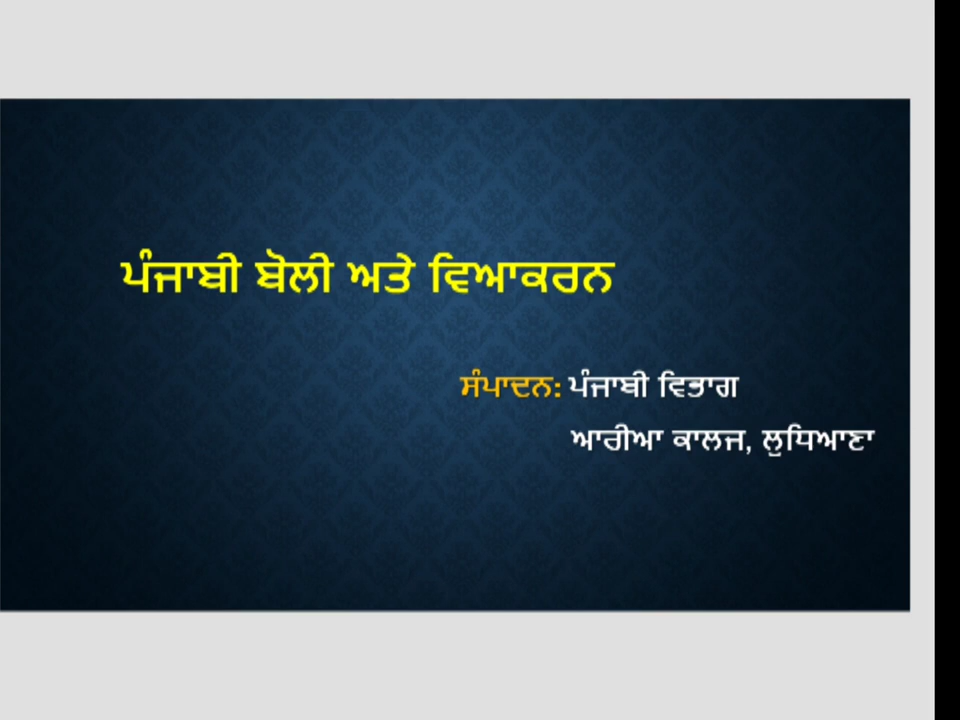 ਪੰਜਾਬੀ ਬੋਲੀ ਅਤੇ ਵਿਆਕਰਨ
ਸੰਪਾਦਨ: ਪੰਜਾਬੀ ਵਿਭਾਗ
ਆਰੀਆ ਕਾਲਜ, ਲੁਧਿਆਣਾ